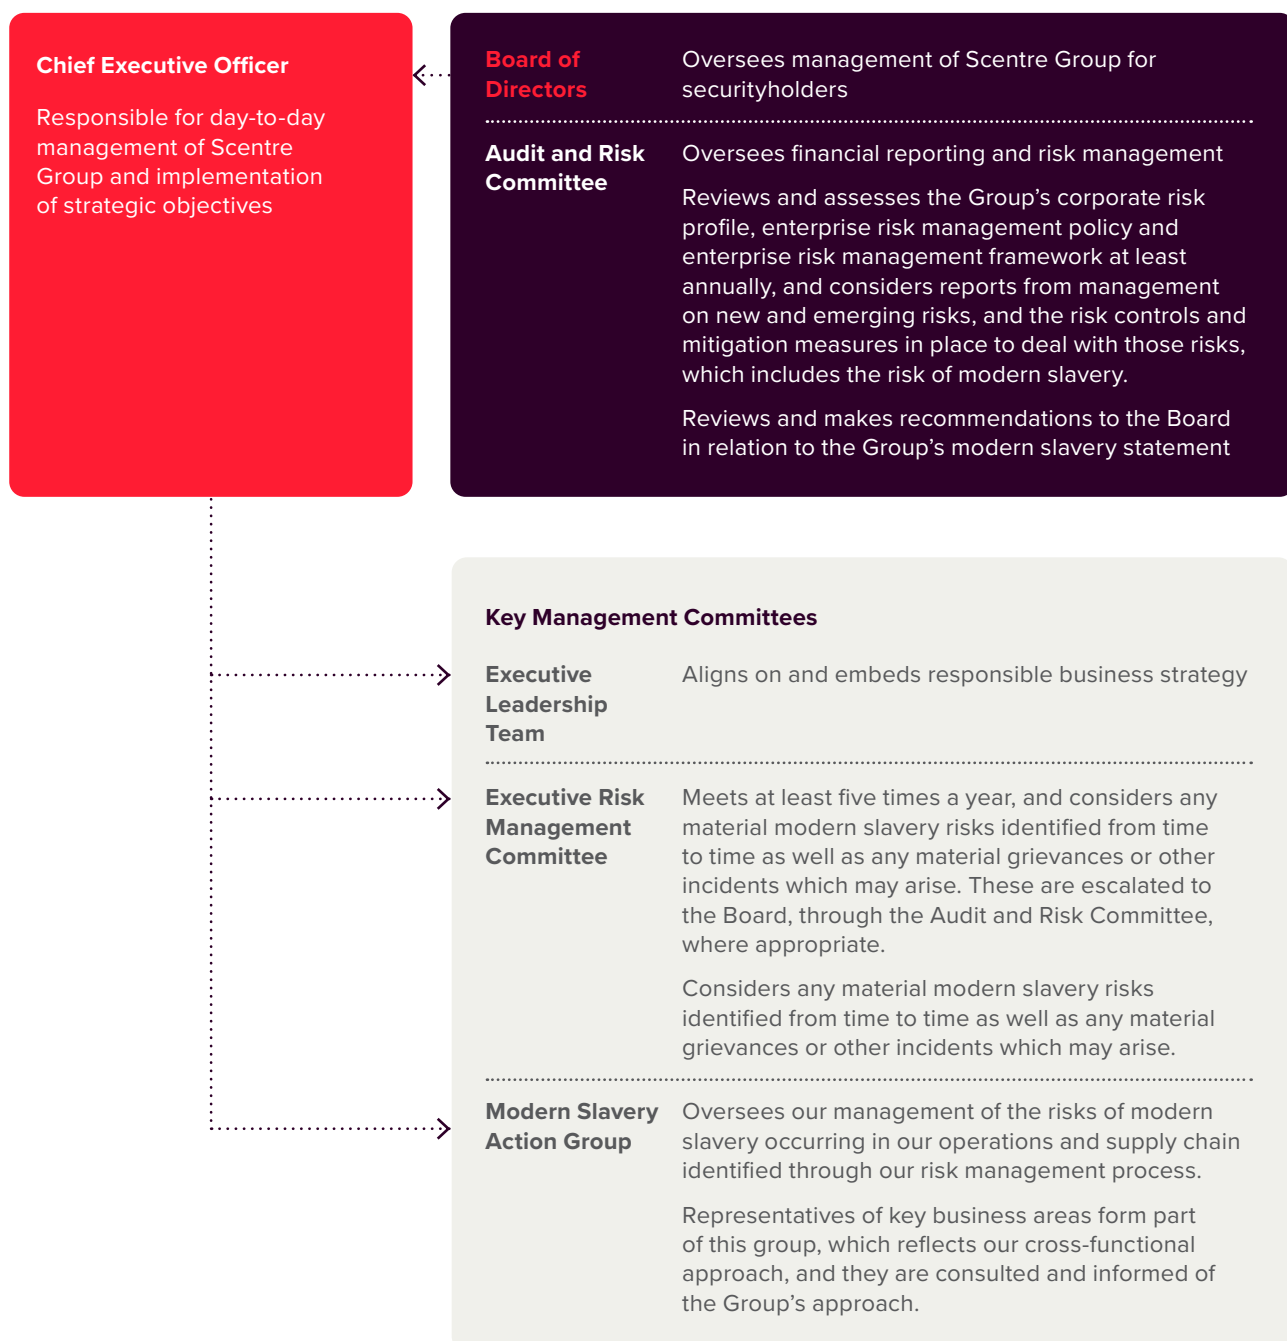 Chief Executive Officer
Responsible for day-to-day
management of Scentre
Group and implementation
of strategic objectives
Board of
Directors
Oversees management of Scentre Group for
securityholders
Audit and Risk
Committee
Oversees financial reporting and risk management
Reviews and assesses the Group’s corporate risk
profile, enterprise risk management policy and
enterprise risk management framework at least
annually, and considers reports from management
on new and emerging risks, and the risk controls and
mitigation measures in place to deal with those risks,
which includes the risk of modern slavery.
Reviews and makes recommendations to the Board
in relation to the Group’s modern slavery statement
Key Management Committees
Executive
Leadership
Team
Aligns on and embeds responsible business strategy
Executive Risk
Management
Committee
Meets at least five times a year, and considers any
material modern slavery risks identified from time
to time as well as any material grievances or other
incidents which may arise. These are escalated to
the Board, through the Audit and Risk Committee,
where appropriate.
Considers any material modern slavery risks
identified from time to time as well as any material
grievances or other incidents which may arise.
Modern Slavery
Action Group
Oversees our management of the risks of modern
slavery occurring in our operations and supply chain
identified through our risk management process.
Representatives of key business areas form part
of this group, which reflects our cross-functional
approach, and they are consulted and informed of
the Group’s approach.